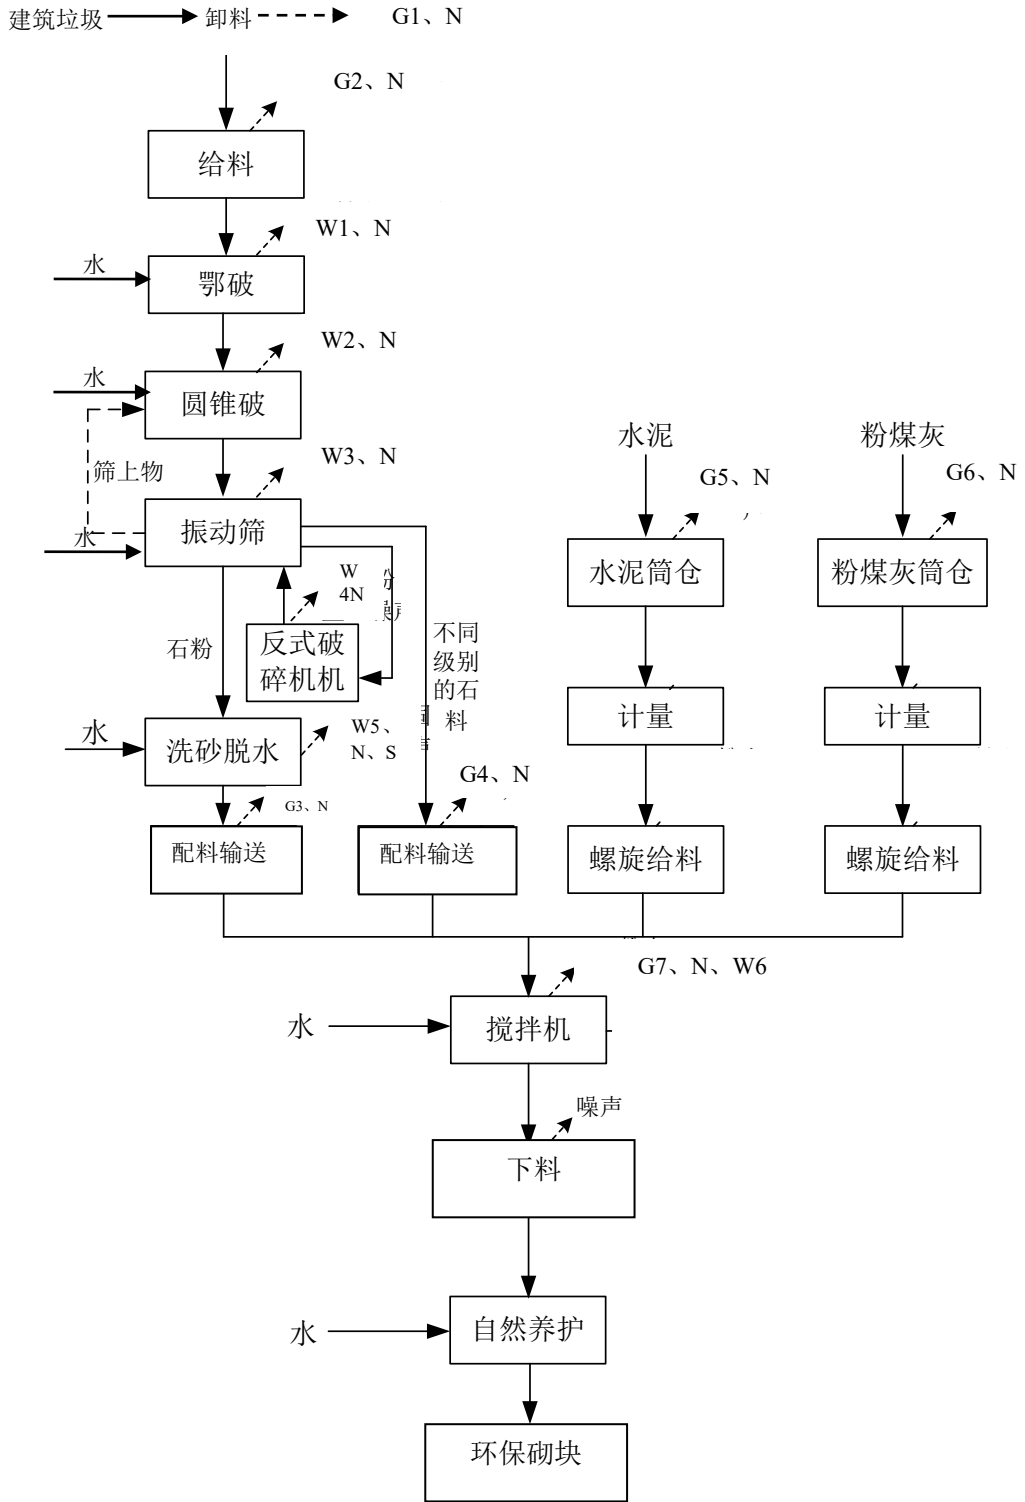 建筑垃圾
卸料
G1、N
G2、N
给料
W1、N
水
鄂破
W2、N
水
圆锥破
筛上物
W3、N
水
振动筛
水泥
粉煤灰
G5、N
G6、N
水泥筒仓
粉煤灰筒仓
W
4N
反式破
碎机机
石粉
不同
级别
的石
料
计量
计量
水
洗砂脱水
W5、
N、S
G4、N
G3、N
配料输送
配料输送
螺旋给料
螺旋给料
G7、N、W6
水
搅拌机
噪声
下料
水
自然养护
环保砌块